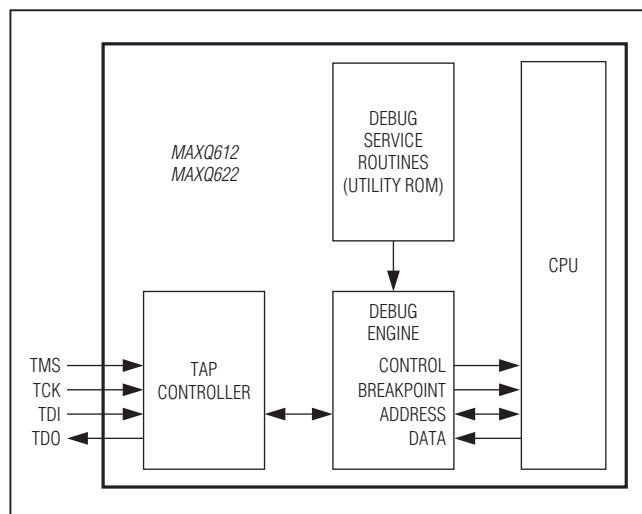 MAXQ612
MAXQ622
DEBUG
SERVICE
ROUTINES
(UTILITY ROM)
CPU
DEBUG
ENGINE
TAP
CONTROLLER
TMS
TCK
TDI
TDO
CONTROL
BREAKPOINT
ADDRESS
DATA